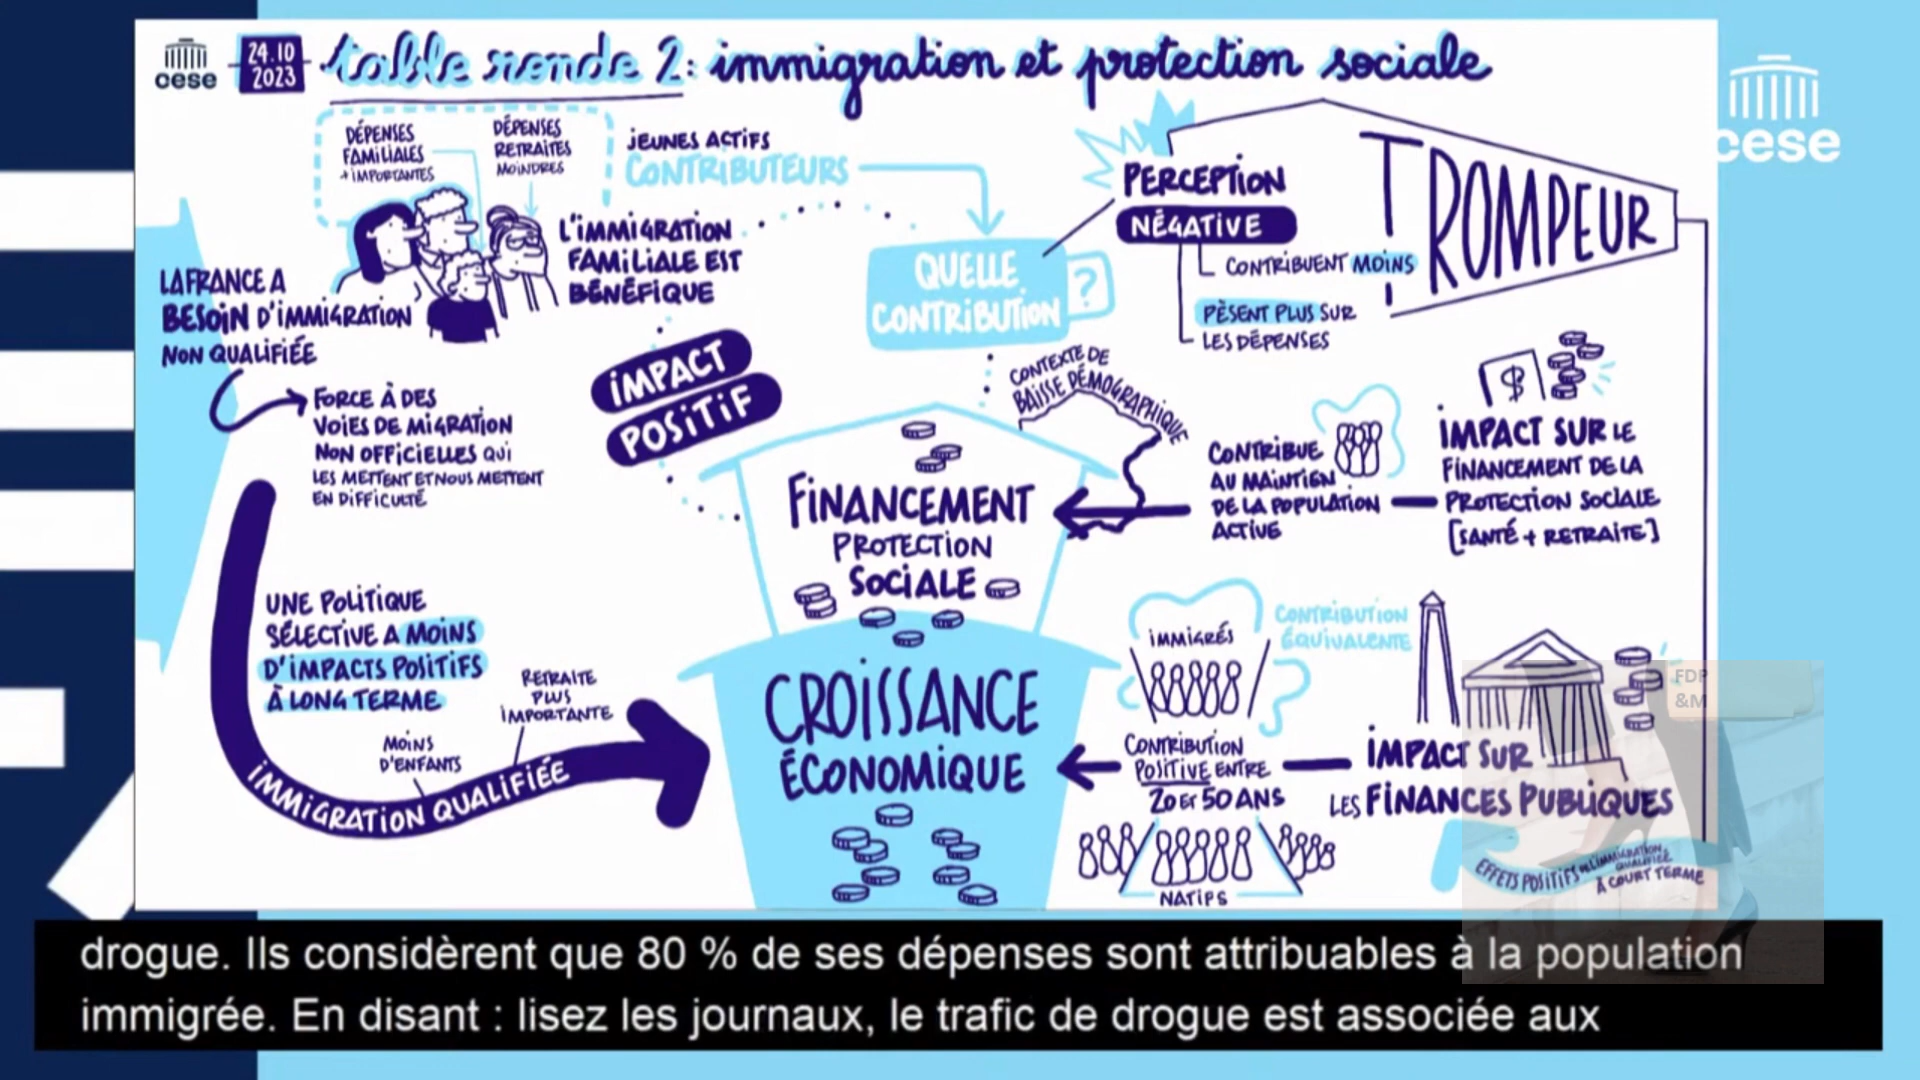 cese
24.10
2023
table ronde 2: immigration et protection sociale
cese
DÉPENSES
FAMILIALES
+ IMPORTANTES
DÉPENSES
RETRAITES
MOINDRES
JEUNES ACTIFS
CONTRIBUTEURS
L'IMMIGRATION
FAMILIALE EST
BÉNÉFIQUE
LA FRANCE A
BESOIN D'IMMIGRATION
NON QUALIFIÉE
FORCE À DES
VOIES DE MIGRATION
NON OFFICIELLES QUI
LES METTENT ET NOUS METTENT
EN DIFFICULTÉ
IMPACT
POSITIF
QUELLE
CONTRIBUTION
?
PERCEPTION
NÉGATIVE
CONTRIBUENT MOINS
PÈSENT PLUS SUR
LES DÉPENSES
TROMPEUR
CONTEXTE DE
BAISSE DÉMOGRAPHIQUE
CONTRIBUE
AU MAINTIEN
DE LA POPULATION
ACTIVE
$
IMPACT SUR LE
FINANCEMENT DE LA
PROTECTION SOCIALE
[SANTÉ + RETRAITE]
FINANCEMENT
PROTECTION
SOCIALE
CROISSANCE
ÉCONOMIQUE
UNE POLITIQUE
SÉLECTIVE A MOINS
D'IMPACTS POSITIFS
À LONG TERME
RETRAITE
PLUS
IMPORTANTE
MOINS
D'ENFANTS
IMMIGRATION QUALIFIÉE
IMMIGRÉS
CONTRIBUTION
ÉQUIVALENTE
CONTRIBUTION
POSITIVE ENTRE
20 ET 50 ANS
NATIFS
IMPACT SUR
LES FINANCES PUBLIQUES
FDP
&M
EFFETS POSITIFS DE L'IMMIGRATION
QUALIFIÉE
À COURT TERME
drogue. Ils considèrent que 80 % de ses dépenses sont attribuables à la population
immigrée. En disant : lisez les journaux, le trafic de drogue est associée aux